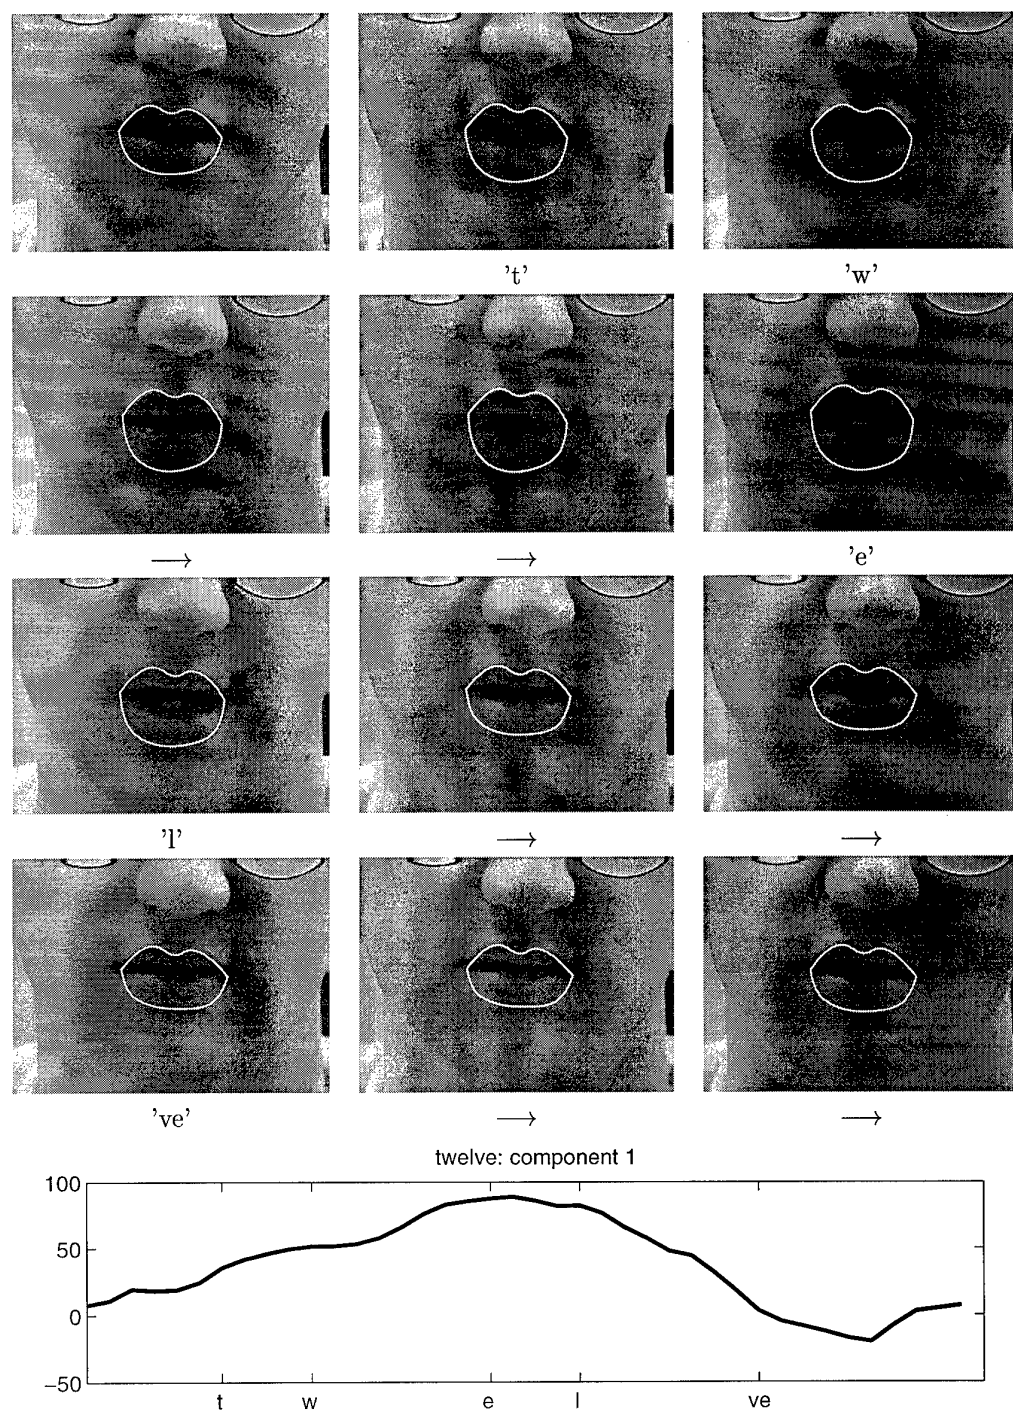 't' 'w'
→ → 'e'
'l' → →
've' → →
twelve: component 1
100
50
0
−50
t w e l ve